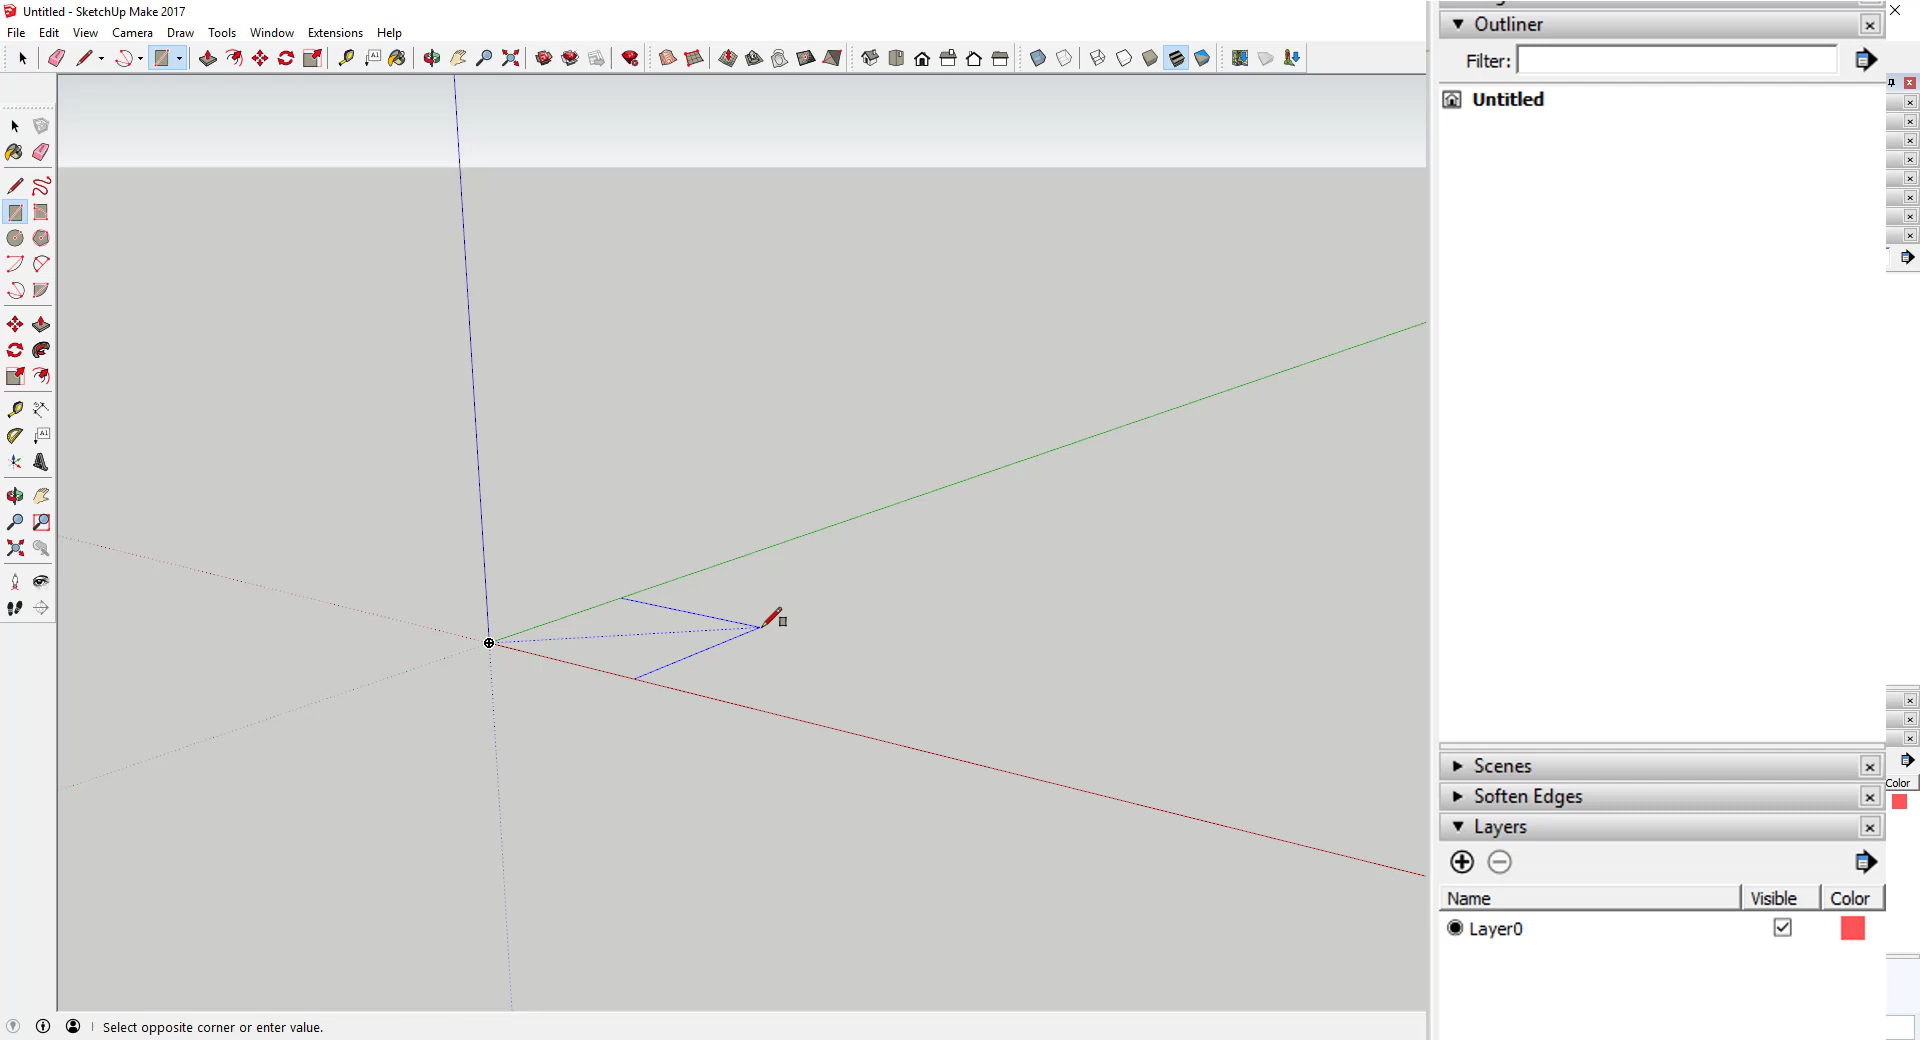 Untitled - SketchUp Make 2017
File Edit View Camera Draw Tools Window Extensions Help
Outliner
Filter:
Untitled
Scenes
Soften Edges
Layers
Name Visible Color
Color
Layer0
A1
Select opposite corner or enter value.